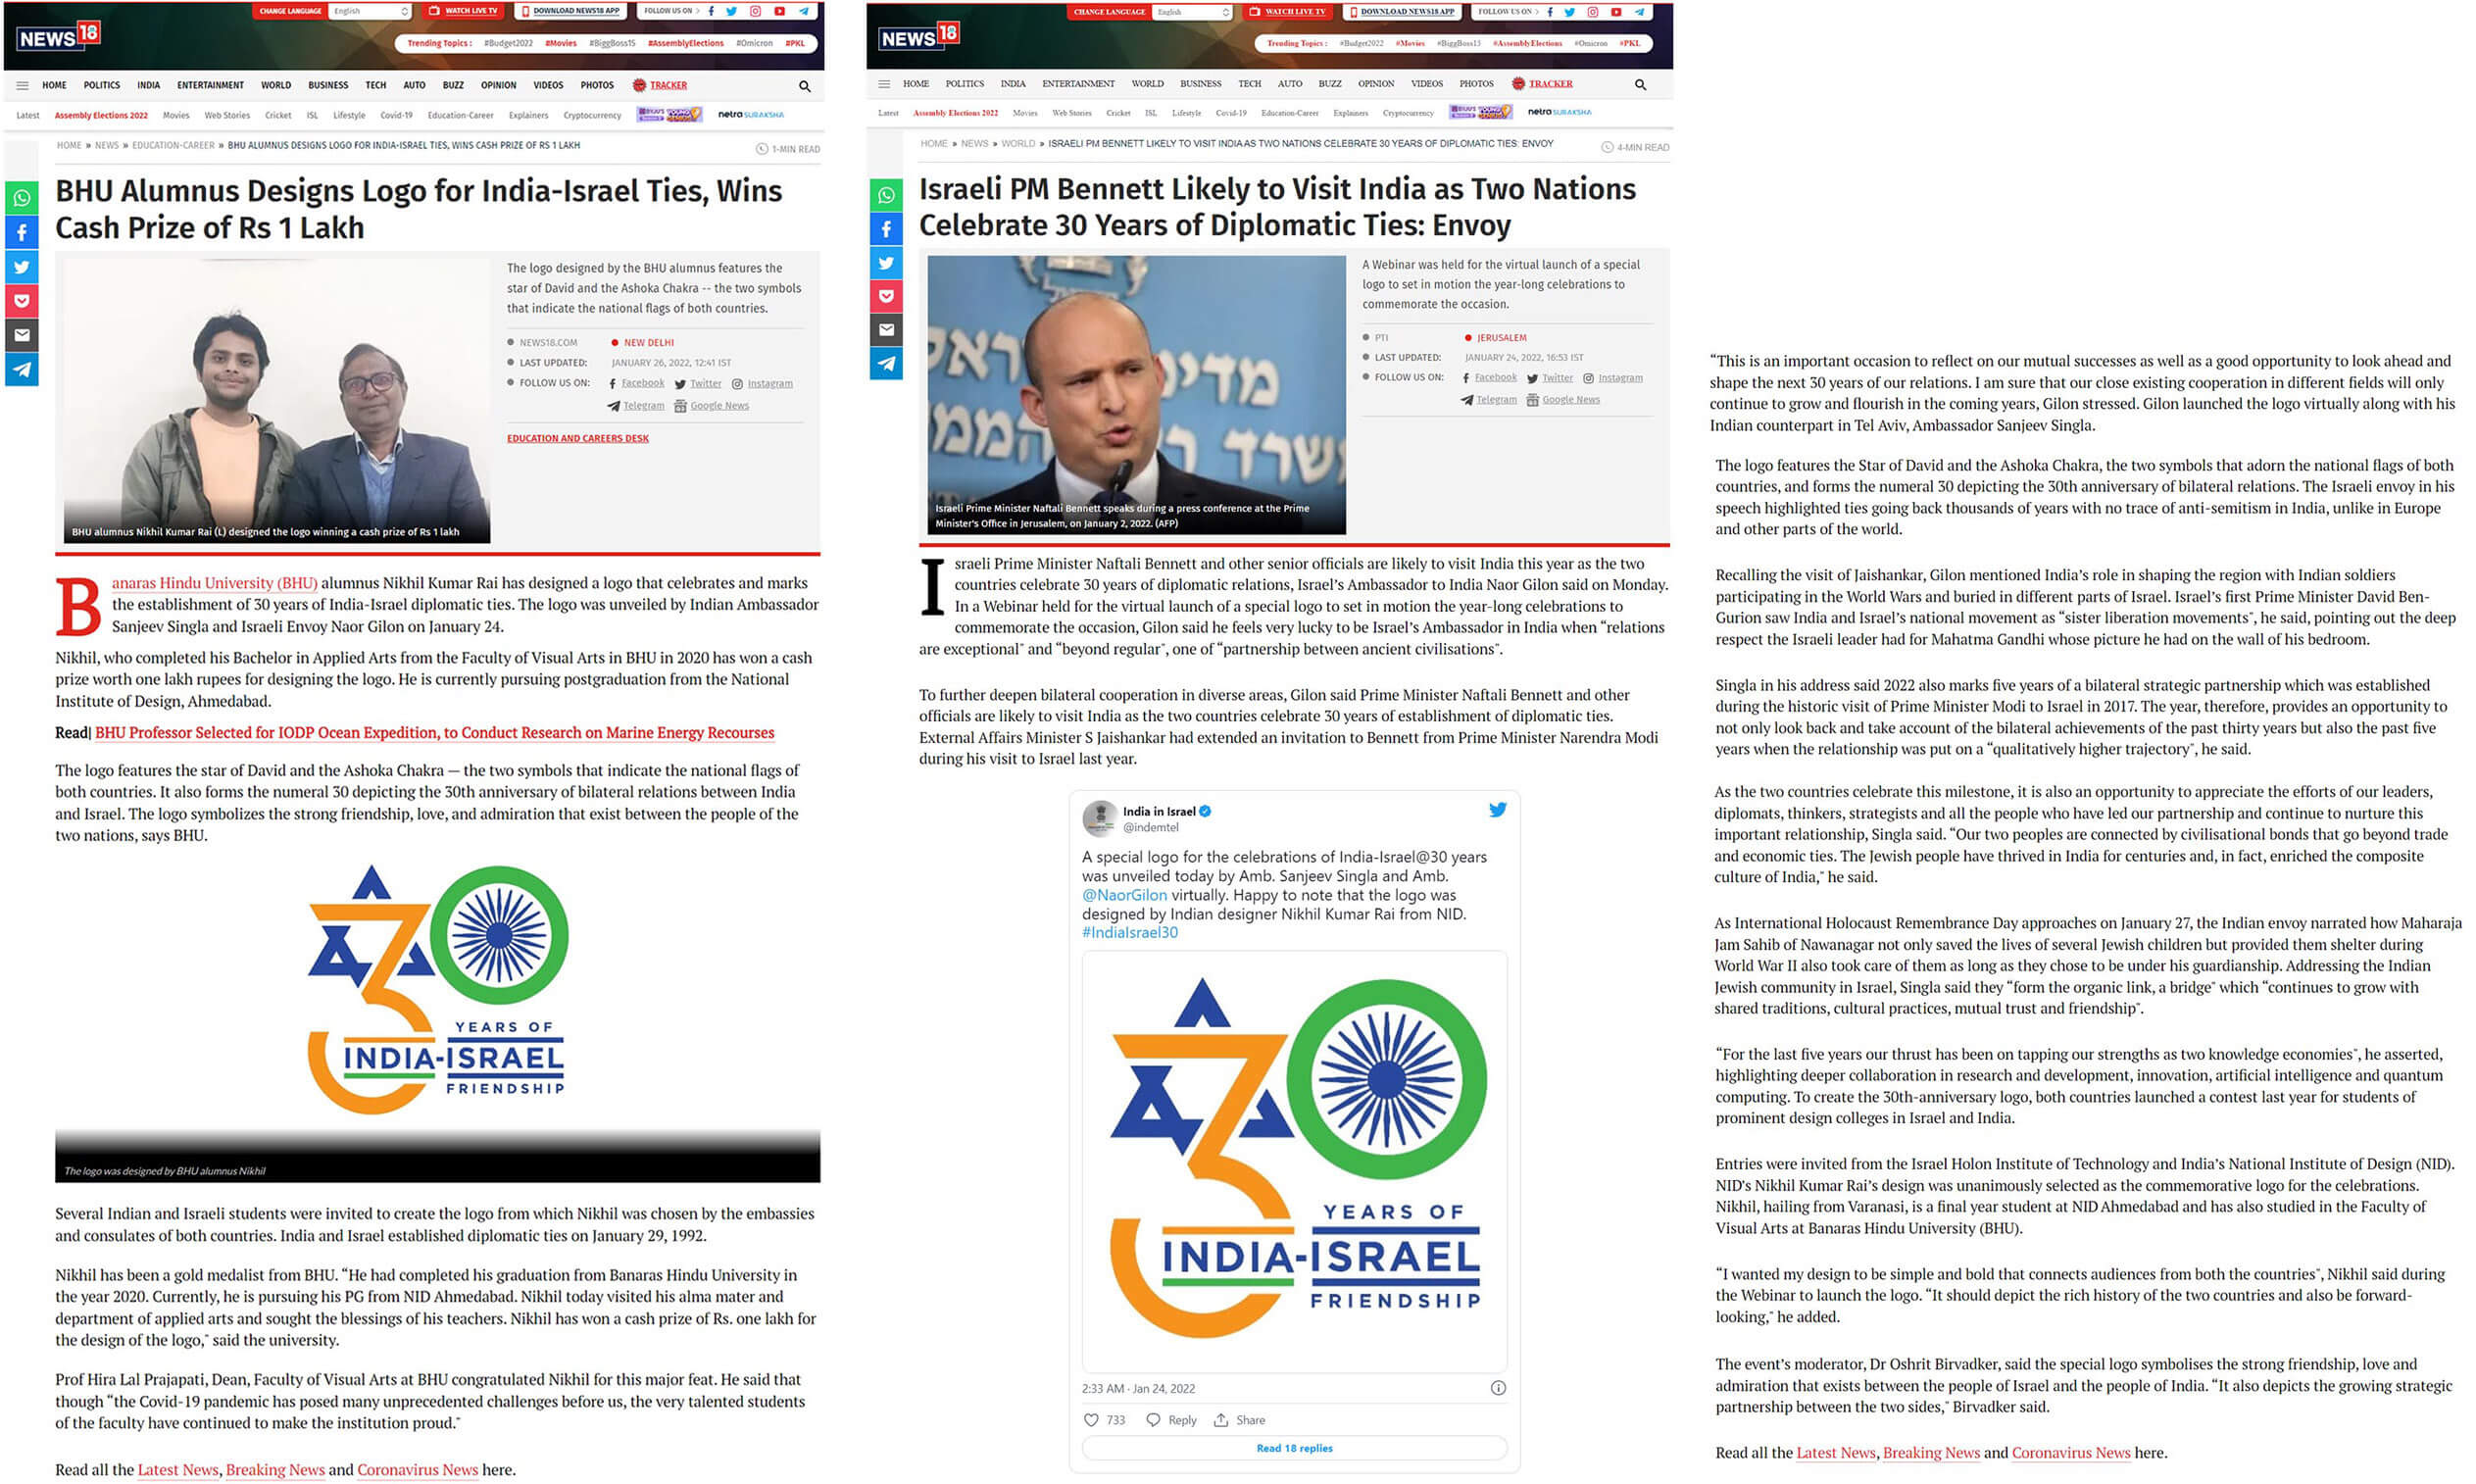 CHANGE LANGUAGE English WATCH LIVE TV DOWNLOAD NEWS18 APP FOLLOW US ON >
NEWS 18
Trending Topics : #Budget2022 #Movies #BiggBoss15 #AssemblyElections #Omicron #PKL
HOME POLITICS INDIA ENTERTAINMENT WORLD BUSINESS TECH AUTO BUZZ OPINION VIDEOS PHOTOS TRACKER
Latest Assembly Elections 2022 Movies Web Stories Cricket ISL Lifestyle Covid-19 Education-Career Explainers Cryptocurrency netra SURAKSHA
HOME » NEWS » EDUCATION-CAREER » BHU ALUMNUS DESIGNS LOGO FOR INDIA-ISRAEL TIES, WINS CASH PRIZE OF RS 1 LAKH
1-MIN READ
BHU Alumnus Designs Logo for India-Israel Ties, Wins
Cash Prize of Rs 1 Lakh
BHU alumnus Nikhil Kumar Rai (L) designed the logo winning a cash prize of Rs 1 lakh
The logo designed by the BHU alumnus features the
star of David and the Ashoka Chakra -- the two symbols
that indicate the national flags of both countries.
NEWS18.COM NEW DELHI
LAST UPDATED: JANUARY 26, 2022, 12:41 IST
FOLLOW US ON: Facebook Twitter Instagram
Telegram Google News
EDUCATION AND CAREERS DESK
Banaras Hindu University (BHU) alumnus Nikhil Kumar Rai has designed a logo that celebrates and marks
the establishment of 30 years of India-Israel diplomatic ties. The logo was unveiled by Indian Ambassador
Sanjeev Singla and Israeli Envoy Naor Gilon on January 24.
Nikhil, who completed his Bachelor in Applied Arts from the Faculty of Visual Arts in BHU in 2020 has won a cash
prize worth one lakh rupees for designing the logo. He is currently pursuing postgraduation from the National
Institute of Design, Ahmedabad.
Read| BHU Professor Selected for IODP Ocean Expedition, to Conduct Research on Marine Energy Recourses
The logo features the star of David and the Ashoka Chakra — the two symbols that indicate the national flags of
both countries. It also forms the numeral 30 depicting the 30th anniversary of bilateral relations between India
and Israel. The logo symbolizes the strong friendship, love, and admiration that exist between the people of the
two nations, says BHU.
30
YEARS OF
INDIA-ISRAEL
FRIENDSHIP
The logo was designed by BHU alumnus Nikhil
Several Indian and Israeli students were invited to create the logo from which Nikhil was chosen by the embassies
and consulates of both countries. India and Israel established diplomatic ties on January 29, 1992.
Nikhil has been a gold medalist from BHU. “He had completed his graduation from Banaras Hindu University in
the year 2020. Currently, he is pursuing his PG from NID Ahmedabad. Nikhil today visited his alma mater and
department of applied arts and sought the blessings of his teachers. Nikhil has won a cash prize of Rs. one lakh for
the design of the logo," said the university.
Prof Hira Lal Prajapati, Dean, Faculty of Visual Arts at BHU congratulated Nikhil for this major feat. He said that
though “the Covid-19 pandemic has posed many unprecedented challenges before us, the very talented students
of the faculty have continued to make the institution proud."
Read all the Latest News, Breaking News and Coronavirus News here.
CHANGE LANGUAGE English WATCH LIVE TV DOWNLOAD NEWS18 APP FOLLOW US ON >
NEWS 18
Trending Topics : #Budget2022 #Movies #BiggBoss15 #AssemblyElections #Omicron #PKL
HOME POLITICS INDIA ENTERTAINMENT WORLD BUSINESS TECH AUTO BUZZ OPINION VIDEOS PHOTOS TRACKER
Latest Assembly Elections 2022 Movies Web Stories Cricket ISL Lifestyle Covid-19 Education-Career Explainers Cryptocurrency netra SURAKSHA
HOME » NEWS » WORLD » ISRAELI PM BENNETT LIKELY TO VISIT INDIA AS TWO NATIONS CELEBRATE 30 YEARS OF DIPLOMATIC TIES: ENVOY
4-MIN READ
Israeli PM Bennett Likely to Visit India as Two Nations
Celebrate 30 Years of Diplomatic Ties: Envoy
משרד
Israeli Prime Minister Naftali Bennett speaks during a press conference at the Prime
Minister's Office in Jerusalem, on January 2, 2022. (AFP)
A Webinar was held for the virtual launch of a special
logo to set in motion the year-long celebrations to
commemorate the occasion.
PTI JERUSALEM
LAST UPDATED: JANUARY 24, 2022, 16:53 IST
FOLLOW US ON: Facebook Twitter Instagram
Telegram Google News
Israeli Prime Minister Naftali Bennett and other senior officials are likely to visit India this year as the two
countries celebrate 30 years of diplomatic relations, Israel’s Ambassador to India Naor Gilon said on Monday.
In a Webinar held for the virtual launch of a special logo to set in motion the year-long celebrations to
commemorate the occasion, Gilon said he feels very lucky to be Israel’s Ambassador in India when “relations
are exceptional" and “beyond regular", one of “partnership between ancient civilisations".
To further deepen bilateral cooperation in diverse areas, Gilon said Prime Minister Naftali Bennett and other
officials are likely to visit India as the two countries celebrate 30 years of establishment of diplomatic ties.
External Affairs Minister S Jaishankar had extended an invitation to Bennett from Prime Minister Narendra Modi
during his visit to Israel last year.
India in Israel
@indemtel
A special logo for the celebrations of India-Israel@30 years
was unveiled today by Amb. Sanjeev Singla and Amb.
@NaorGilon virtually. Happy to note that the logo was
designed by Indian designer Nikhil Kumar Rai from NID.
#IndiaIsrael30
30
YEARS OF
INDIA-ISRAEL
FRIENDSHIP
2:33 AM · Jan 24, 2022
733 Reply Share
Read 18 replies
“This is an important occasion to reflect on our mutual successes as well as a good opportunity to look ahead and
shape the next 30 years of our relations. I am sure that our close existing cooperation in different fields will only
continue to grow and flourish in the coming years, Gilon stressed. Gilon launched the logo virtually along with his
Indian counterpart in Tel Aviv, Ambassador Sanjeev Singla.
The logo features the Star of David and the Ashoka Chakra, the two symbols that adorn the national flags of both
countries, and forms the numeral 30 depicting the 30th anniversary of bilateral relations. The Israeli envoy in his
speech highlighted ties going back thousands of years with no trace of anti-semitism in India, unlike in Europe
and other parts of the world.
Recalling the visit of Jaishankar, Gilon mentioned India’s role in shaping the region with Indian soldiers
participating in the World Wars and buried in different parts of Israel. Israel’s first Prime Minister David Ben-
Gurion saw India and Israel’s national movement as “sister liberation movements", he said, pointing out the deep
respect the Israeli leader had for Mahatma Gandhi whose picture he had on the wall of his bedroom.
Singla in his address said 2022 also marks five years of a bilateral strategic partnership which was established
during the historic visit of Prime Minister Modi to Israel in 2017. The year, therefore, provides an opportunity to
not only look back and take account of the bilateral achievements of the past thirty years but also the past five
years when the relationship was put on a “qualitatively higher trajectory", he said.
As the two countries celebrate this milestone, it is also an opportunity to appreciate the efforts of our leaders,
diplomats, thinkers, strategists and all the people who have led our partnership and continue to nurture this
important relationship, Singla said. “Our two peoples are connected by civilisational bonds that go beyond trade
and economic ties. The Jewish people have thrived in India for centuries and, in fact, enriched the composite
culture of India," he said.
As International Holocaust Remembrance Day approaches on January 27, the Indian envoy narrated how Maharaja
Jam Sahib of Nawanagar not only saved the lives of several Jewish children but provided them shelter during
World War II also took care of them as long as they chose to be under his guardianship. Addressing the Indian
Jewish community in Israel, Singla said they “form the organic link, a bridge" which “continues to grow with
shared traditions, cultural practices, mutual trust and friendship".
“For the last five years our thrust has been on tapping our strengths as two knowledge economies", he asserted,
highlighting deeper collaboration in research and development, innovation, artificial intelligence and quantum
computing. To create the 30th-anniversary logo, both countries launched a contest last year for students of
prominent design colleges in Israel and India.
Entries were invited from the Israel Holon Institute of Technology and India’s National Institute of Design (NID).
NID’s Nikhil Kumar Rai’s design was unanimously selected as the commemorative logo for the celebrations.
Nikhil, hailing from Varanasi, is a final year student at NID Ahmedabad and has also studied in the Faculty of
Visual Arts at Banaras Hindu University (BHU).
“I wanted my design to be simple and bold that connects audiences from both the countries", Nikhil said during
the Webinar to launch the logo. “It should depict the rich history of the two countries and also be forward-
looking," he added.
The event’s moderator, Dr Oshrit Birvadker, said the special logo symbolises the strong friendship, love and
admiration that exists between the people of Israel and the people of India. “It also depicts the growing strategic
partnership between the two sides," Birvadker said.
Read all the Latest News, Breaking News and Coronavirus News here.